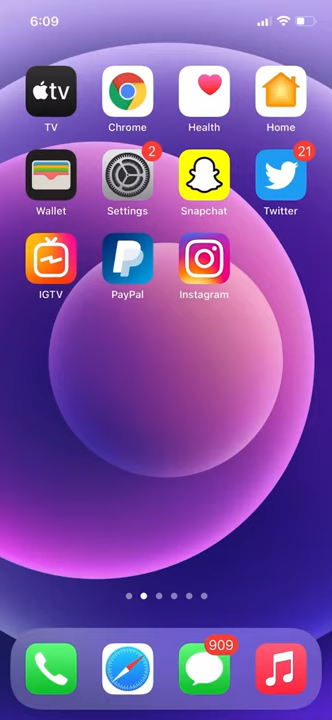 6:09
tv
TV
Chrome
Health
Home
2
21
Wallet
Settings
Snapchat
Twitter
IGTV
PayPal
Instagram
909